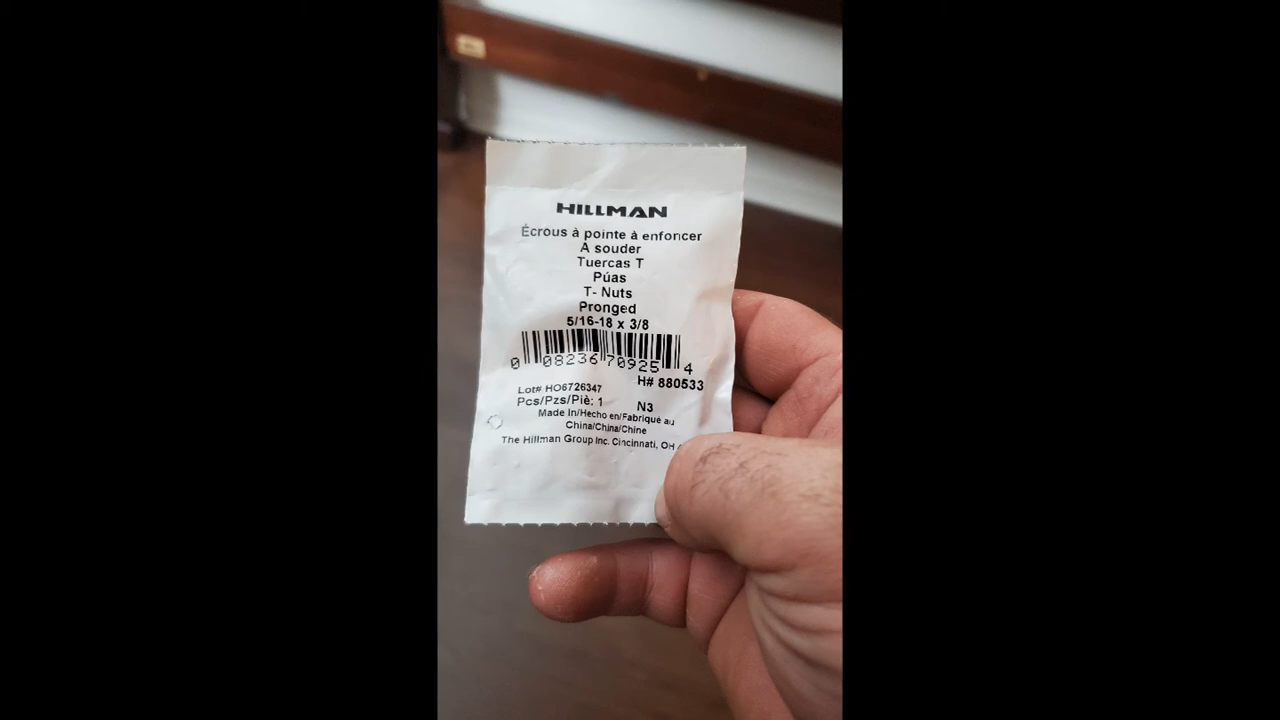 HILLMAN
Écrous à pointe à enfoncer
A souder
Tuercas T
Púas
T- Nuts
Pronged
5/16-18 x 3/8
0 08236 70925 4
H# 880533
Lot# HO6726347
Pcs/Pzs/Piè: 1
N3
Made In/Hecho en/Fabriqué au
China/China/Chine
The Hillman Group Inc. Cincinnati, OH